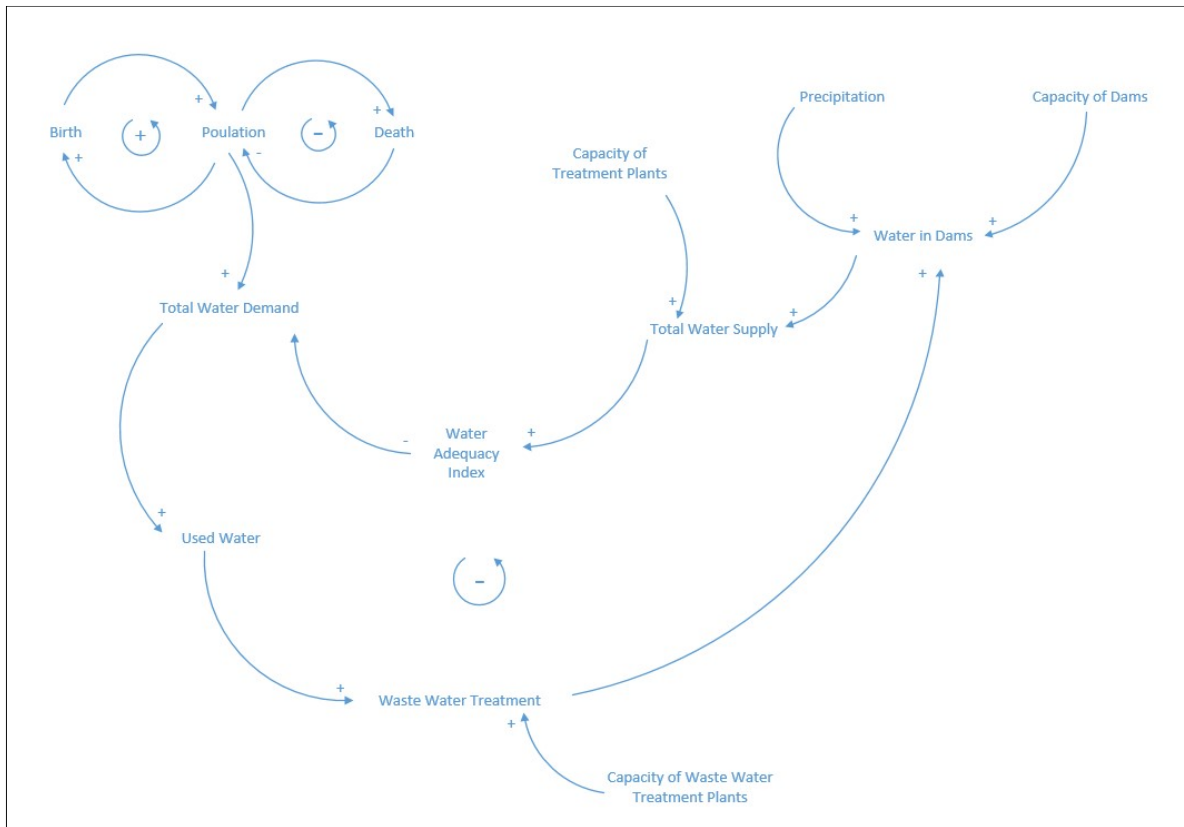 Precipitation
Capacity of Dams
+
+
Birth
+
Poulation
-
Death
+
-
Capacity of
Treatment Plants
+
+
Water in Dams
+
+
Total Water Demand
+
+
Total Water Supply
Water
Adequacy
Index
-
+
+
Used Water
-
+
Waste Water Treatment
+
Capacity of Waste Water
Treatment Plants